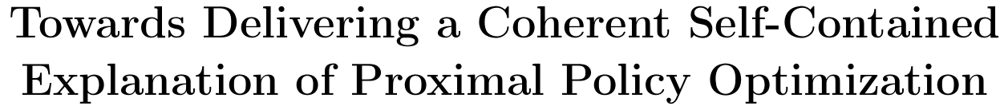 Towards Delivering a Coherent Self-Contained
Explanation of Proximal Policy Optimization